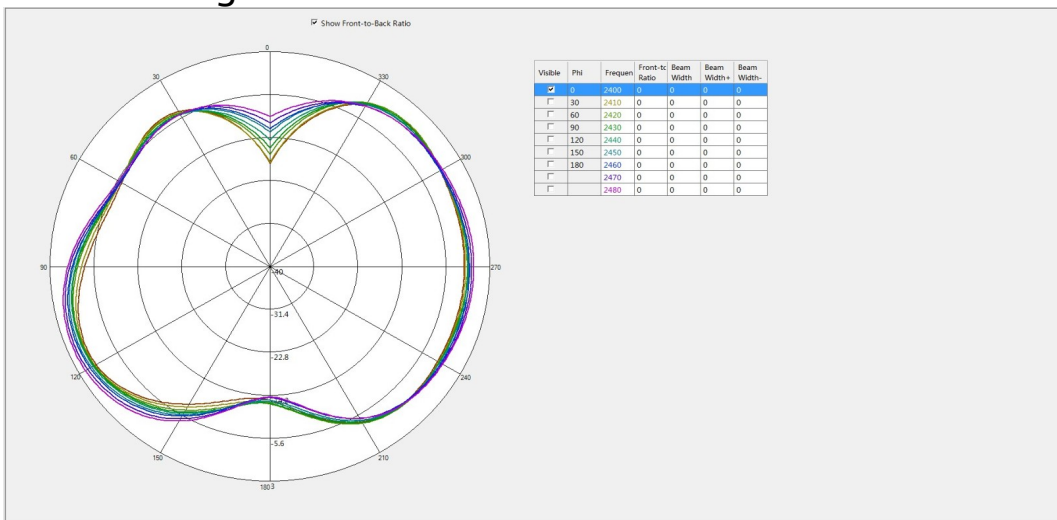 g
Show Front-to-Back Ratio
0
30
330
60
300
90
270
120
240
150
210
180
-40
-31.4
-22.8
-5.6
3
Visible Phi Frequen Front-tc Ratio Beam Width Beam Width+ Beam Width-
0 2400 0 0 0 0
30 2410 0 0 0 0
60 2420 0 0 0 0
90 2430 0 0 0 0
120 2440 0 0 0 0
150 2450 0 0 0 0
180 2460 0 0 0 0
2470 0 0 0 0
2480 0 0 0 0